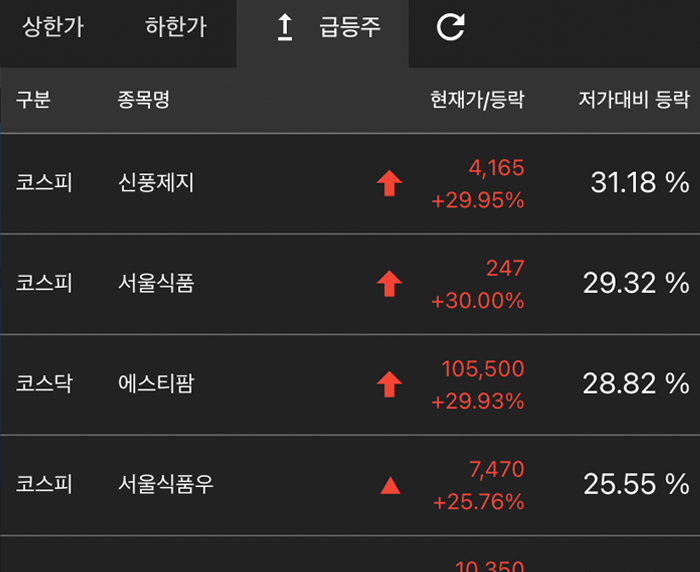 상한가 하한가 급등주
구분 종목명 현재가/등락 저가대비 등락
코스피 신풍제지 4,165 31.18 %
+29.95%
코스피 서울식품 247 29.32 %
+30.00%
코스닥 에스티팜 105,500 28.82 %
+29.93%
코스피 서울식품우 7,470 25.55 %
+25.76%
10,350